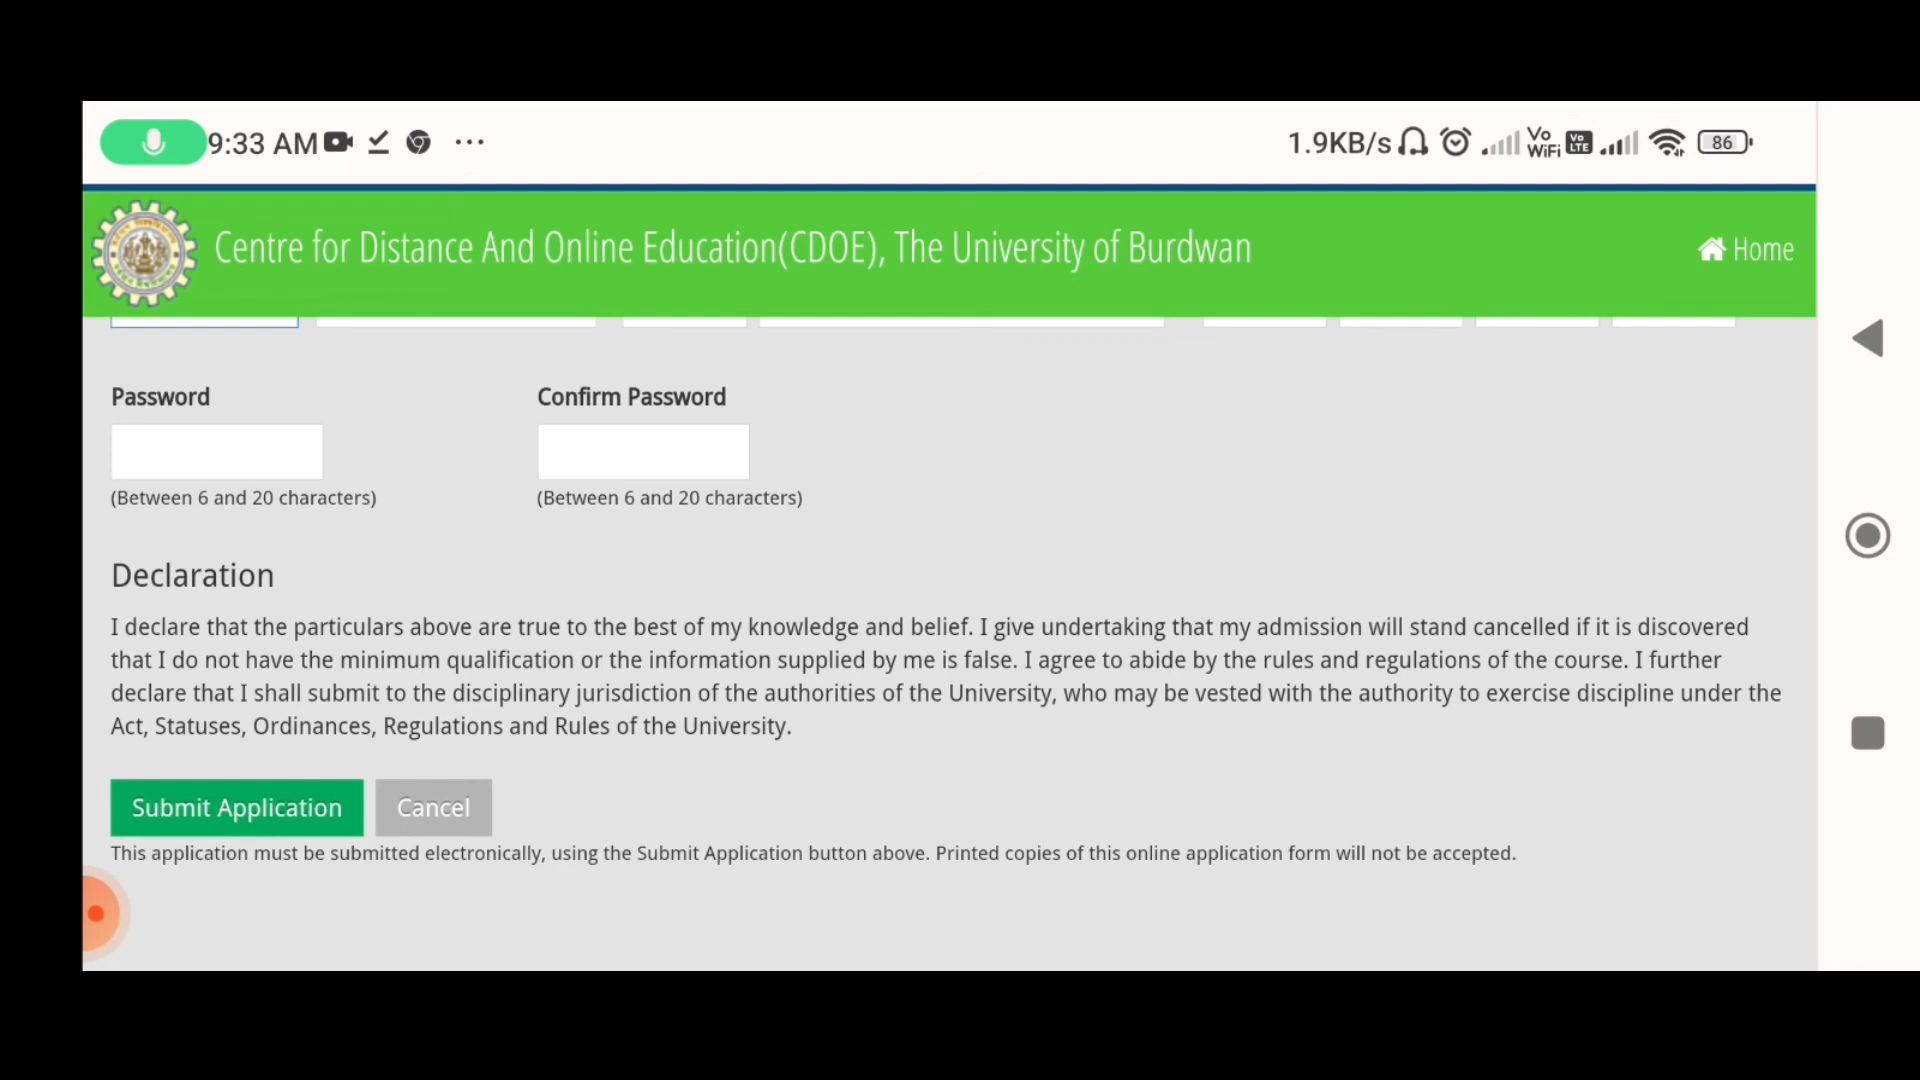 9:33 AM
1.9KB/s Vo WiFi Vo LTE 86
Centre for Distance And Online Education(CDOE), The University of Burdwan
Home
Password
Confirm Password
(Between 6 and 20 characters)
(Between 6 and 20 characters)
Declaration
I declare that the particulars above are true to the best of my knowledge and belief. I give undertaking that my admission will stand cancelled if it is discovered
that I do not have the minimum qualification or the information supplied by me is false. I agree to abide by the rules and regulations of the course. I further
declare that I shall submit to the disciplinary jurisdiction of the authorities of the University, who may be vested with the authority to exercise discipline under the
Act, Statuses, Ordinances, Regulations and Rules of the University.
Submit Application
Cancel
This application must be submitted electronically, using the Submit Application button above. Printed copies of this online application form will not be accepted.